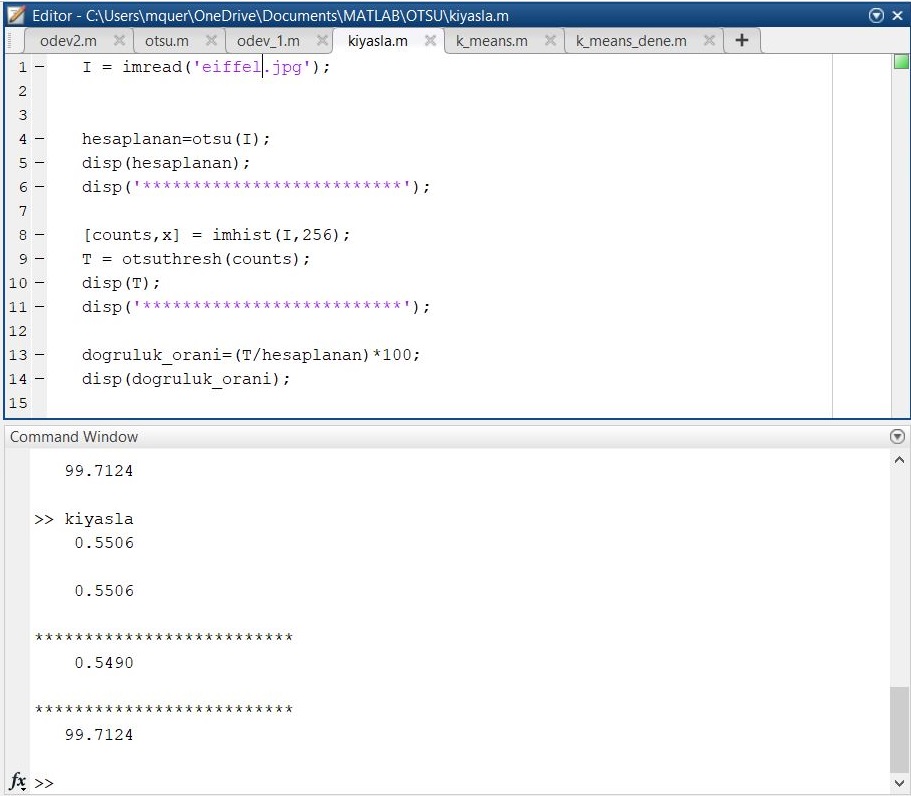 Editor - C:\Users\mquer\OneDrive\Documents\MATLAB\OTSU\kiyasla.m
odev2.m otsu.m odev_1.m kiyasla.m k_means.m k_means_dene.m +
1 - I = imread('eiffel.jpg');
2
3
4 - hesaplanan=otsu(I);
5 - disp(hesaplanan);
6 - disp('**************************');
7
8 - [counts,x] = imhist(I,256);
9 - T = otsuthresh(counts);
10 - disp(T);
11 - disp('**************************');
12
13 - dogruluk_orani=(T/hesaplanan)*100;
14 - disp(dogruluk_orani);
15
Command Window
99.7124
>> kiyasla
0.5506
0.5506
**************************
0.5490
**************************
99.7124
fx >>